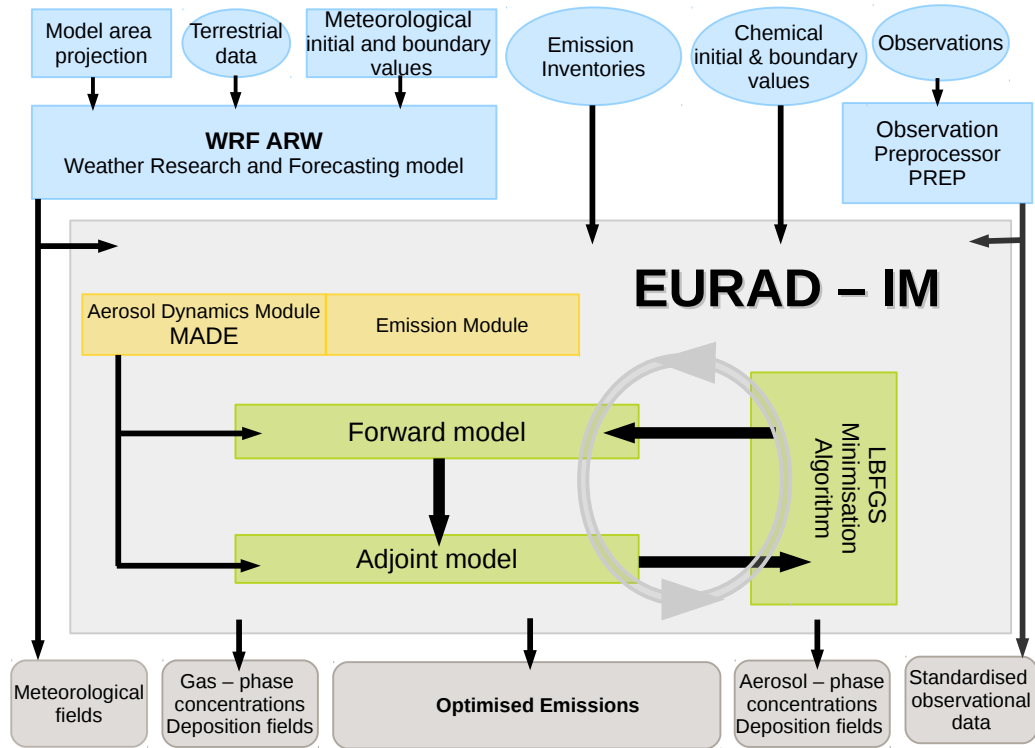 Model area
projection
Terrestrial
data
Meteorological
initial and boundary
values
Emission
Inventories
Chemical
initial & boundary
values
Observations
WRF ARW
Weather Research and Forecasting model
Observation
Preprocessor
PREP
EURAD – IM
Aerosol Dynamics Module
MADE
Emission Module
Forward model
Adjoint model
LBFGS
Minimisation
Algorithm
Meteorological
fields
Gas – phase
concentrations
Deposition fields
Optimised Emissions
Aerosol – phase
concentrations
Deposition fields
Standardised
observational
data